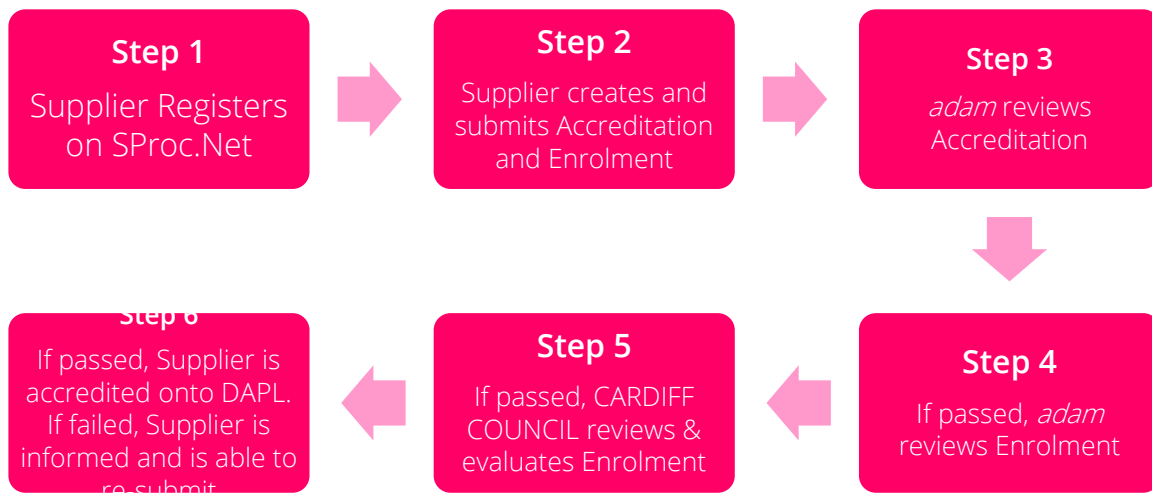 Step 1
Supplier Registers
on SProc.Net
Step 2
Supplier creates and
submits Accreditation
and Enrolment
Step 3
adam reviews
Accreditation
Step 4
If passed, adam
reviews Enrolment
Step 5
If passed, CARDIFF
COUNCIL reviews &
evaluates Enrolment
Step 6
If passed, Supplier is
accredited onto DAPL.
If failed, Supplier is
informed and is able to
re-submit